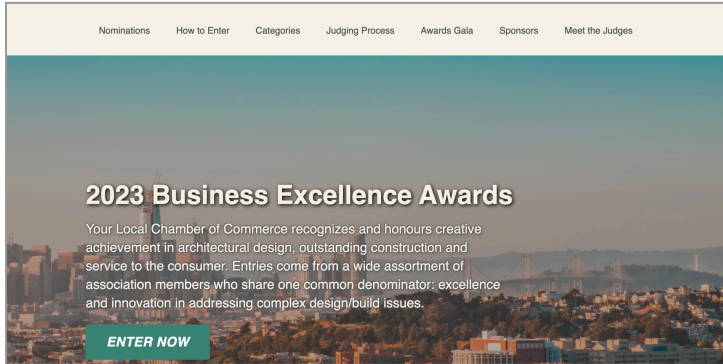 Nominations How to Enter Categories Judging Process Awards Gala Sponsors Meet the Judges
2023 Business Excellence Awards
Your Local Chamber of Commerce recognizes and honours creative
achievement in architectural design, outstanding construction and
service to the consumer. Entries come from a wide assortment of
association members who share one common denominator: excellence
and innovation in addressing complex design/build issues.
ENTER NOW